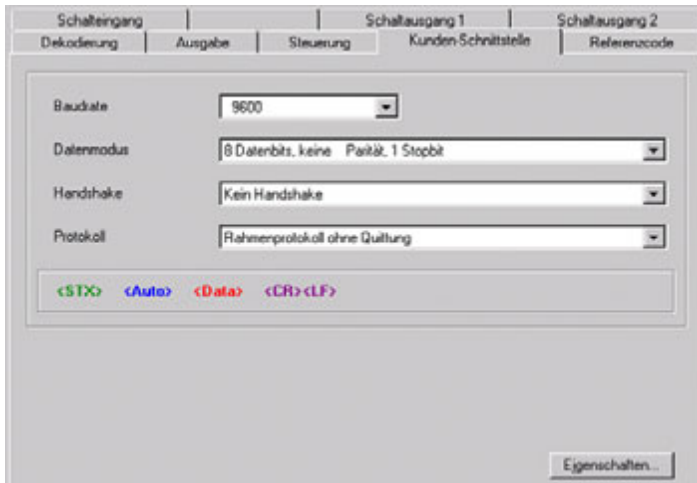 Schalteingang Schaltausgang 1 Schaltausgang 2
Dekodierung Ausgabe Steuerung Kunden-Schnittstelle Referenzcode
Baudrate 9600
Datenmodus 8 Datenbits, keine Parität, 1 Stopbit
Handshake Kein Handshake
Protokoll Rahmenprotokoll ohne Quittung
<STX> <Auto> <Data> <CR><LF>
Eigenschaften...